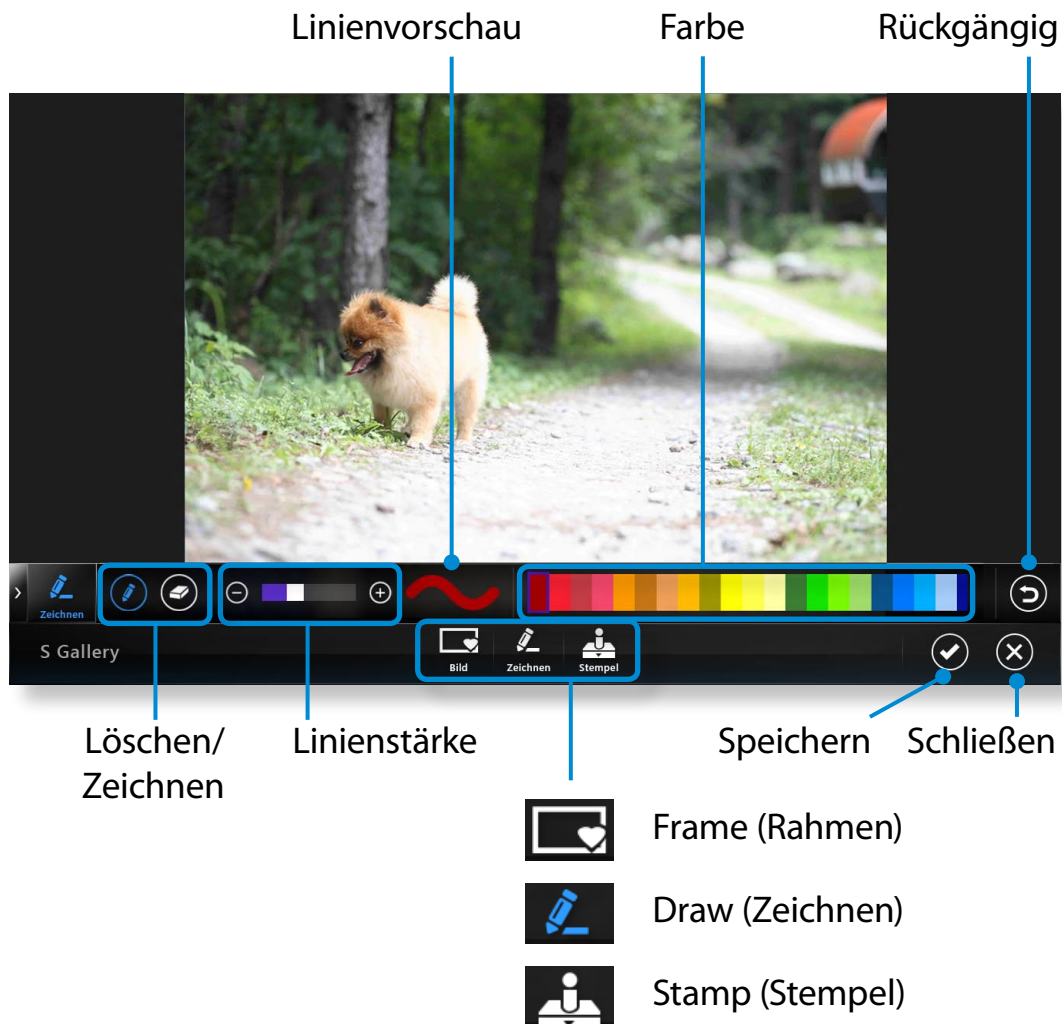 Linienvorschau Farbe Rückgängig
Zeichnen
S Gallery
Bild Zeichnen Stempel
Löschen/
Zeichnen
Linienstärke
Speichern Schließen
Frame (Rahmen)
Draw (Zeichnen)
Stamp (Stempel)